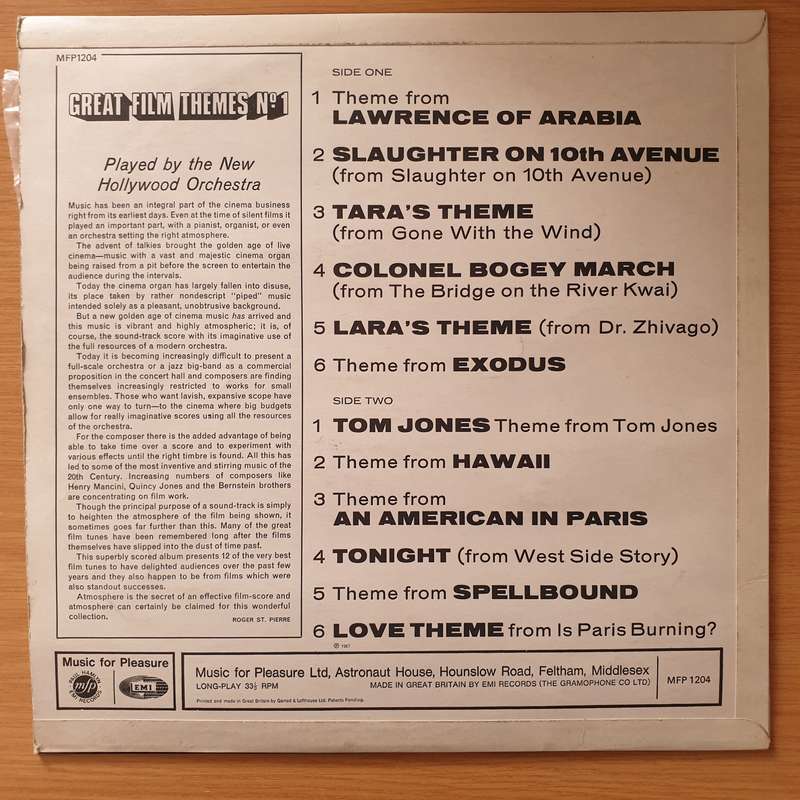 MFP1204
GREAT FILM THEMES Nº1
Played by the New
Hollywood Orchestra
Music has been an integral part of the cinema business
right from its earliest days. Even at the time of silent films it
played an important part, with a pianist, organist, or even
an orchestra setting the right atmosphere.
The advent of talkies brought the golden age of live
cinema—music with a vast and majestic cinema organ
being raised from a pit before the screen to entertain the
audience during the intervals.
Today the cinema organ has largely fallen into disuse,
its place taken by rather nondescript "piped" music
intended solely as a pleasant, unobtrusive background.
But a new golden age of cinema music has arrived and
this music is vibrant and highly atmospheric; it is, of
course, the sound-track score with its imaginative use of
the full resources of a modern orchestra.
Today it is becoming increasingly difficult to present a
full-scale orchestra or a jazz big-band as a commercial
proposition in the concert hall and composers are finding
themselves increasingly restricted to works for small
ensembles. Those who want lavish, expansive scope have
only one way to turn—to the cinema where big budgets
allow for really imaginative scores using all the resources
of the orchestra.
For the composer there is the added advantage of being
able to take time over a score and to experiment with
various effects until the right timbre is found. All this has
led to some of the most inventive and stirring music of the
20th Century. Increasing numbers of composers like
Henry Mancini, Quincy Jones and the Bernstein brothers
are concentrating on film work.
Though the principal purpose of a sound-track is simply
to heighten the atmosphere of the film being shown, it
sometimes goes far further than this. Many of the great
film tunes have been remembered long after the films
themselves have slipped into the dust of time past.
This superbly scored album presents 12 of the very best
film tunes to have delighted audiences over the past few
years and they also happen to be from films which were
also standout successes.
Atmosphere is the secret of an effective film-score and
atmosphere can certainly be claimed for this wonderful
collection.
ROGER ST. PIERRE
SIDE ONE
1 Theme from
LAWRENCE OF ARABIA
2 SLAUGHTER ON 10th AVENUE
(from Slaughter on 10th Avenue)
3 TARA'S THEME
(from Gone With the Wind)
4 COLONEL BOGEY MARCH
(from The Bridge on the River Kwai)
5 LARA'S THEME (from Dr. Zhivago)
6 Theme from EXODUS
SIDE TWO
1 TOM JONES Theme from Tom Jones
2 Theme from HAWAII
3 Theme from
AN AMERICAN IN PARIS
4 TONIGHT (from West Side Story)
5 Theme from SPELLBOUND
6 LOVE THEME from Is Paris Burning?
℗ 1967
Music for Pleasure
PAUL HAMLYN
mfp
EMI RECORDS
EMI
Music for Pleasure Ltd, Astronaut House, Hounslow Road, Feltham, Middlesex
LONG-PLAY 33⅓ RPM MADE IN GREAT BRITAIN BY EMI RECORDS (THE GRAMOPHONE CO LTD)
Printed and made in Great Britain by Garrod & Lofthouse Ltd. Patents Pending.
MFP 1204